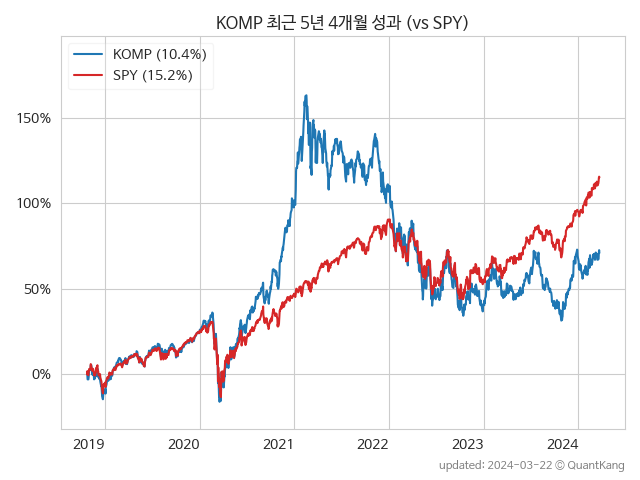 KOMP 최근 5년 4개월 성과 (vs SPY)
KOMP (10.4%)
SPY (15.2%)
150%
100%
50%
0%
2019 2020 2021 2022 2023 2024
updated: 2024-03-22 © QuantKang